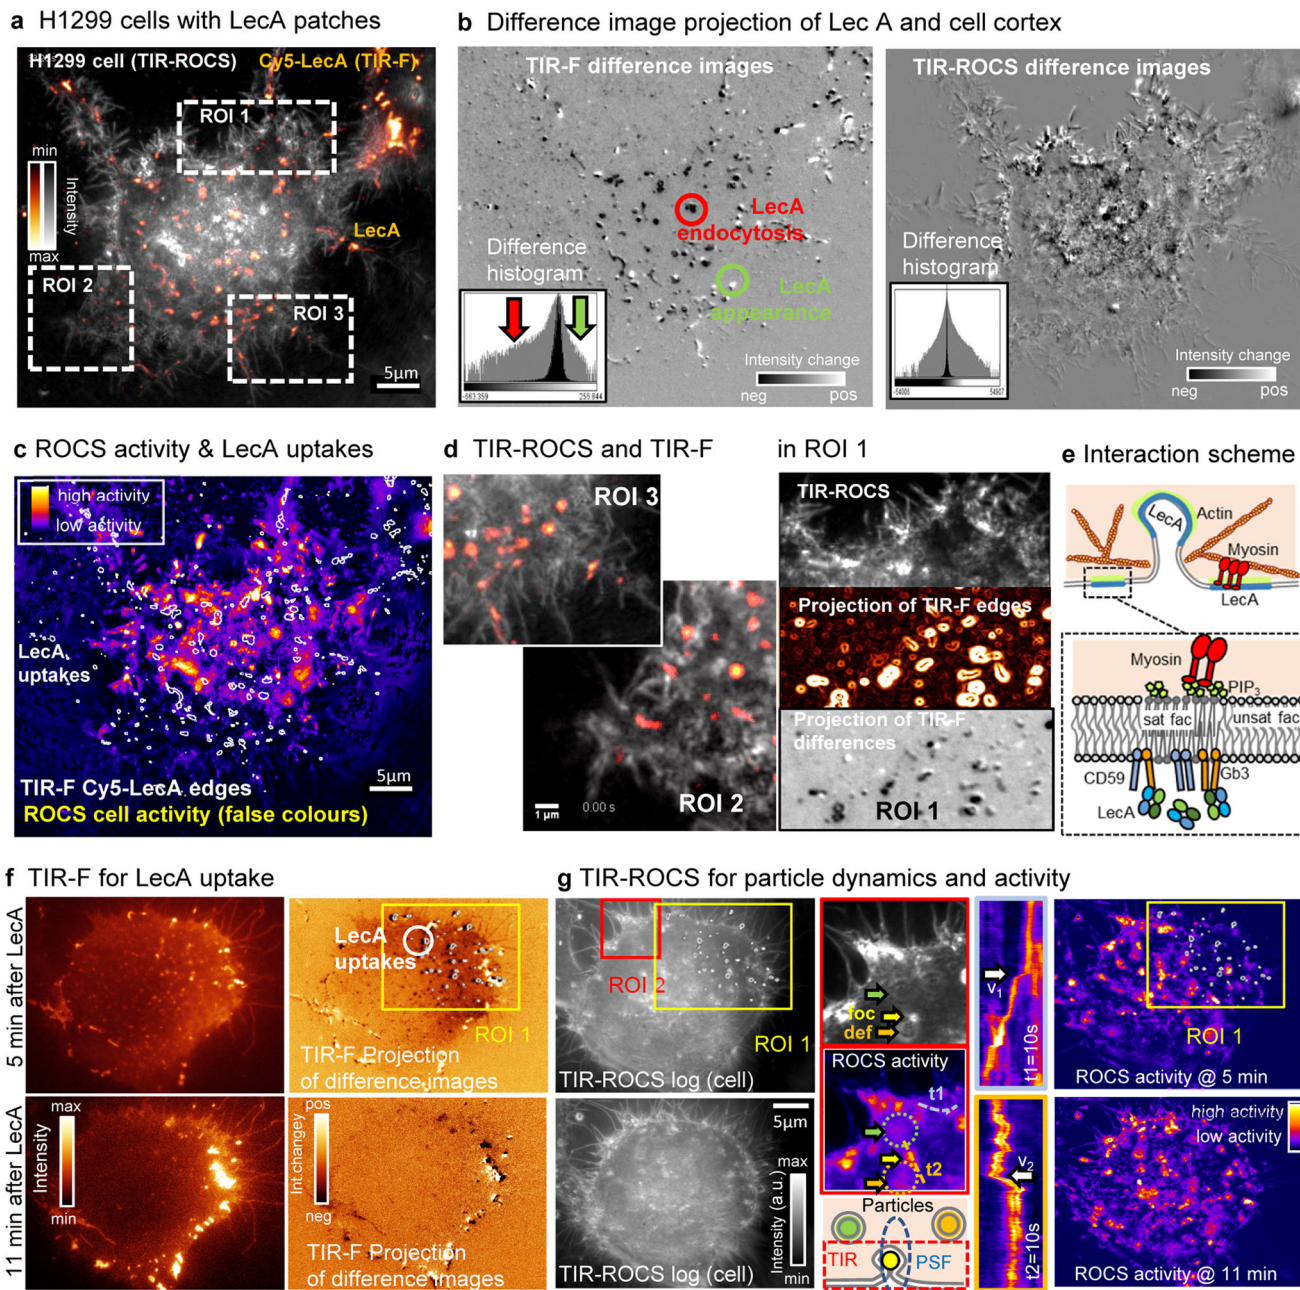 a H1299 cells with LecA patches
H1299 cell (TIR-ROCS)
Cy5-LecA (TIR-F)
ROI 1
min
Intensity
max
LecA
ROI 2
ROI 3
5µm
b Difference image projection of Lec A and cell cortex
TIR-F difference images
LecA
endocytosis
Difference
histogram
LecA
appearance
-663.359
255.844
Intensity change
neg
pos
TIR-ROCS difference images
Difference
histogram
-54006
54907
Intensity change
neg
pos
c ROCS activity & LecA uptakes
high activity
low activity
LecA
uptakes
5µm
TIR-F Cy5-LecA edges
ROCS cell activity (false colours)
d TIR-ROCS and TIR-F
in ROI 1
ROI 3
1 µm
0.00 s
ROI 2
TIR-ROCS
Projection of TIR-F edges
Projection of TIR-F
differences
ROI 1
e Interaction scheme
LecA
Actin
Myosin
LecA
Myosin
PIP3
sat fac
unsat fac
CD59
Gb3
LecA
f TIR-F for LecA uptake
5 min after LecA
LecA
uptakes
ROI 1
TIR-F Projection
of difference images
11 min after LecA
max
Intensity
min
pos
Int.changey
neg
TIR-F Projection
of difference images
g TIR-ROCS for particle dynamics and activity
ROI 2
ROI 1
TIR-ROCS log (cell)
5µm
max
Intensity (a.u.)
min
TIR-ROCS log (cell)
foc
def
ROCS activity
t1
t2
Particles
TIR
PSF
v1
t1=10s
v2
t2=10s
ROI 1
ROCS activity @ 5 min
high activity
low activity
ROCS activity @ 11 min